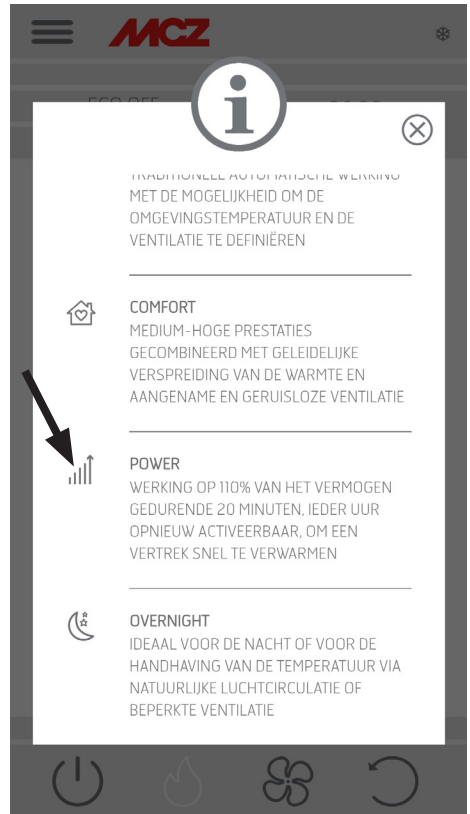 MCZ
i
TRADITIONELE AUTOMATISCHE WERKING
MET DE MOGELIJKHEID OM DE
OMGEVINGSTEMPERATUUR EN DE
VENTILATIE TE DEFINIËREN
COMFORT
MEDIUM-HOGE PRESTATIES
GECOMBINEERD MET GELEIDELIJKE
VERSPREIDING VAN DE WARMTE EN
AANGENAME EN GERUISLOZE VENTILATIE
POWER
WERKING OP 110% VAN HET VERMOGEN
GEDURENDE 20 MINUTEN, IEDER UUR
OPNIEUW ACTIVEERBAAR, OM EEN
VERTREK SNEL TE VERWARMEN
OVERNIGHT
IDEAAL VOOR DE NACHT OF VOOR DE
HANDHAVING VAN DE TEMPERATUUR VIA
NATUURLIJKE LUCHTCIRCULATIE OF
BEPERKTE VENTILATIE